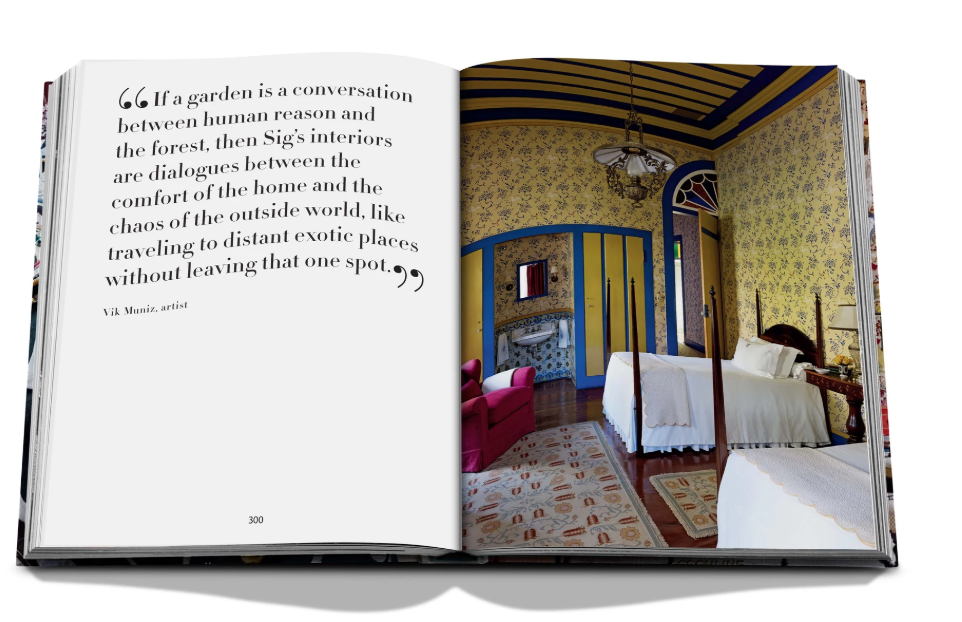 “If a garden is a conversation
between human reason and
the forest, then Sig’s interiors
are dialogues between the
comfort of the home and the
chaos of the outside world, like
traveling to distant exotic places
without leaving that one spot.”
Vik Muniz, artist
300